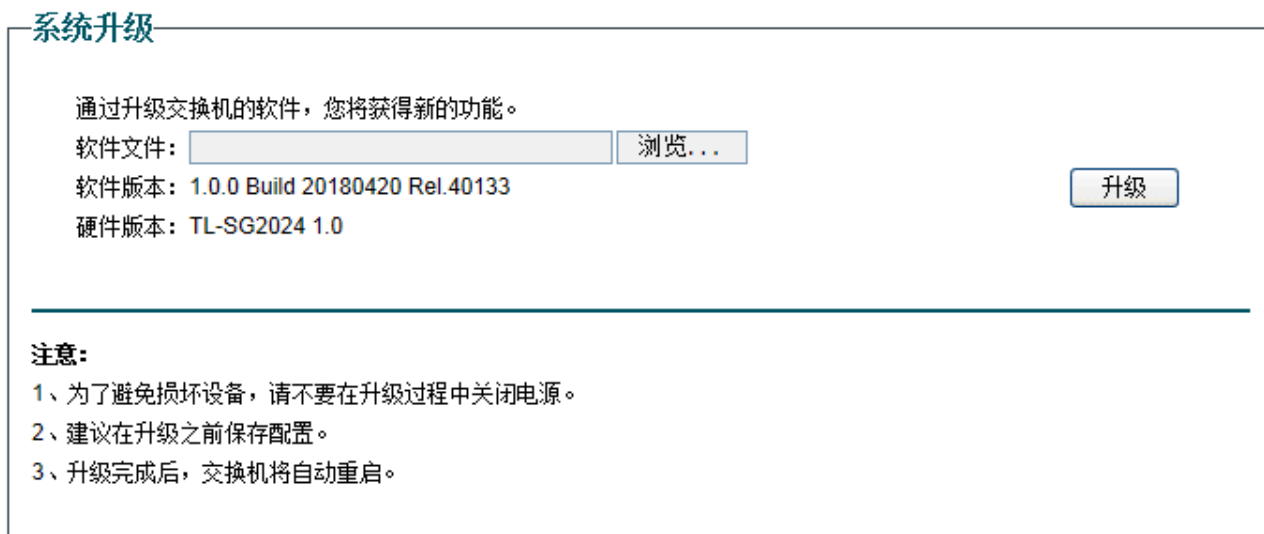 系统升级
通过升级交换机的软件，您将获得新的功能。
软件文件： 浏览...
软件版本：1.0.0 Build 20180420 Rel.40133
升级
硬件版本：TL-SG2024 1.0
注意：
1、为了避免损坏设备，请不要在升级过程中关闭电源。
2、建议在升级之前保存配置。
3、升级完成后，交换机将自动重启。